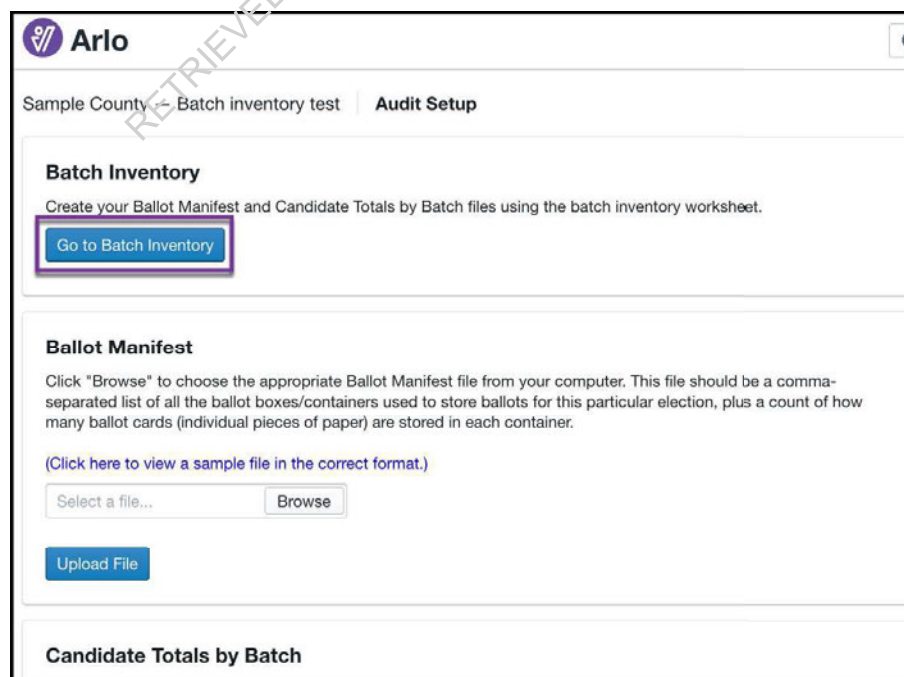 Arlo
Sample County – Batch inventory test Audit Setup
Batch Inventory
Create your Ballot Manifest and Candidate Totals by Batch files using the batch inventory worksheet.
Go to Batch Inventory
Ballot Manifest
Click "Browse" to choose the appropriate Ballot Manifest file from your computer. This file should be a comma-
separated list of all the ballot boxes/containers used to store ballots for this particular election, plus a count of how
many ballot cards (individual pieces of paper) are stored in each container.
(Click here to view a sample file in the correct format.)
Select a file... Browse
Upload File
Candidate Totals by Batch